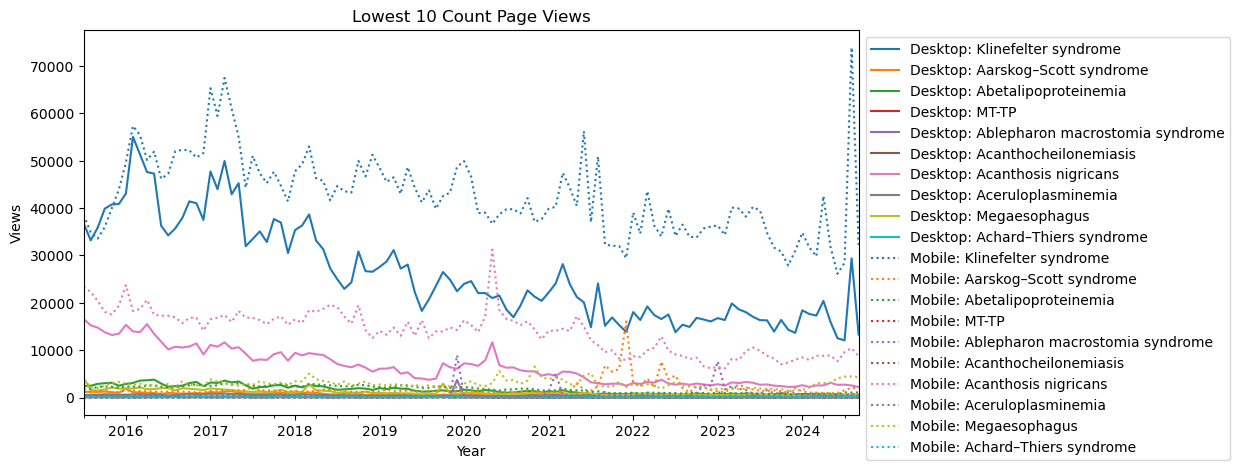 Lowest 10 Count Page Views
Views
70000
60000
50000
40000
30000
20000
10000
0
2016 2017 2018 2019 2020 2021 2022 2023 2024
Year
Desktop: Klinefelter syndrome
Desktop: Aarskog–Scott syndrome
Desktop: Abetalipoproteinemia
Desktop: MT-TP
Desktop: Ablepharon macrostomia syndrome
Desktop: Acanthocheilonemiasis
Desktop: Acanthosis nigricans
Desktop: Aceruloplasminemia
Desktop: Megaesophagus
Desktop: Achard–Thiers syndrome
Mobile: Klinefelter syndrome
Mobile: Aarskog–Scott syndrome
Mobile: Abetalipoproteinemia
Mobile: MT-TP
Mobile: Ablepharon macrostomia syndrome
Mobile: Acanthocheilonemiasis
Mobile: Acanthosis nigricans
Mobile: Aceruloplasminemia
Mobile: Megaesophagus
Mobile: Achard–Thiers syndrome